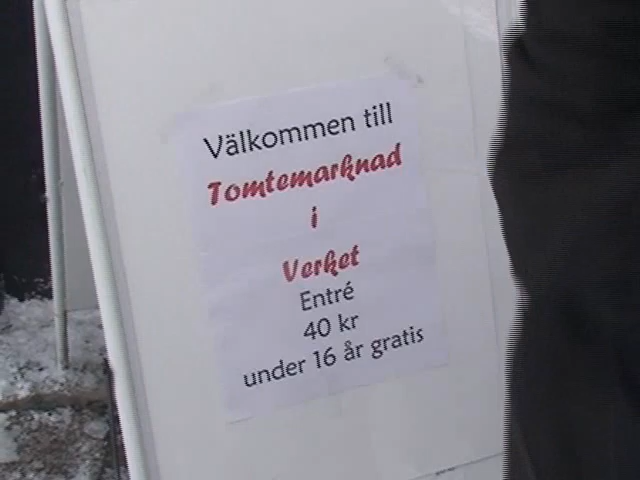 Välkommen till
Tomtemarknad
i
Verket
Entré
40 kr
under 16 år gratis